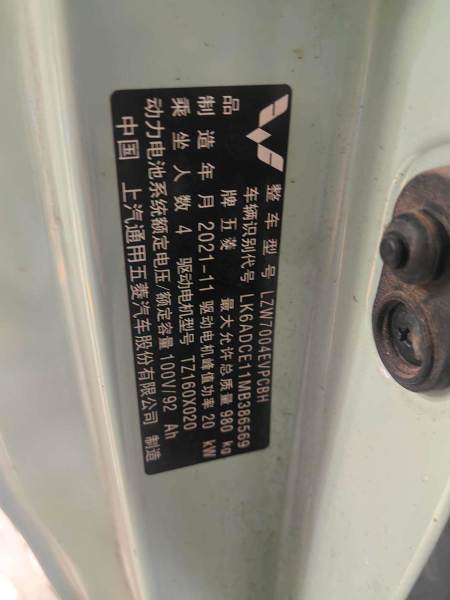 整车型号 LZW7004EVPCBH
车辆识别代号 LK6ADCE11MB386569
品牌 五菱 最大允许总质量 980 kg
制造年月 2021-11 驱动电机峰值功率 20 kW
乘坐人数 4 驱动电机型号 TZ160X020
动力电池系统额定电压/额定容量 100V/92 Ah
中国 上汽通用五菱汽车股份有限公司 制造